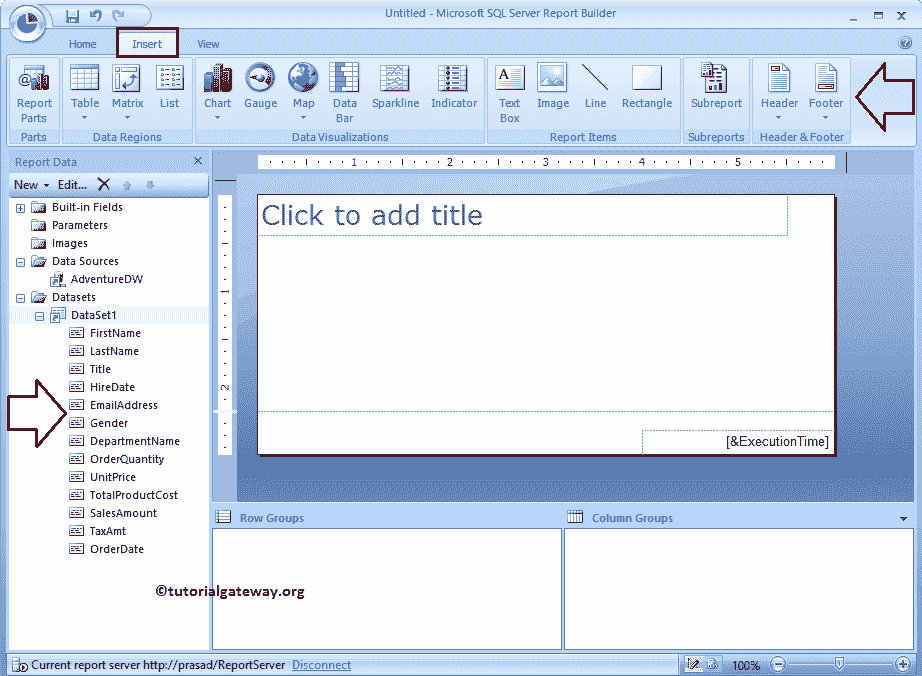 Untitled - Microsoft SQL Server Report Builder
Home Insert View
Report Parts
Table
Matrix
List
Chart
Gauge
Map
Data Bar
Sparkline
Indicator
Text Box
Image
Line
Rectangle
Subreport
Header
Footer
Parts
Data Regions
Data Visualizations
Report Items
Subreports
Header & Footer
Report Data
New Edit...
Built-in Fields
Parameters
Images
Data Sources
AdventureDW
Datasets
DataSet1
FirstName
LastName
Title
HireDate
EmailAddress
Gender
DepartmentName
OrderQuantity
UnitPrice
TotalProductCost
SalesAmount
TaxAmt
OrderDate
1 2 3 4 5
1
2
Click to add title
[&ExecutionTime]
Row Groups
Column Groups
©tutorialgateway.org
Current report server http://prasad/ReportServer Disconnect
100%